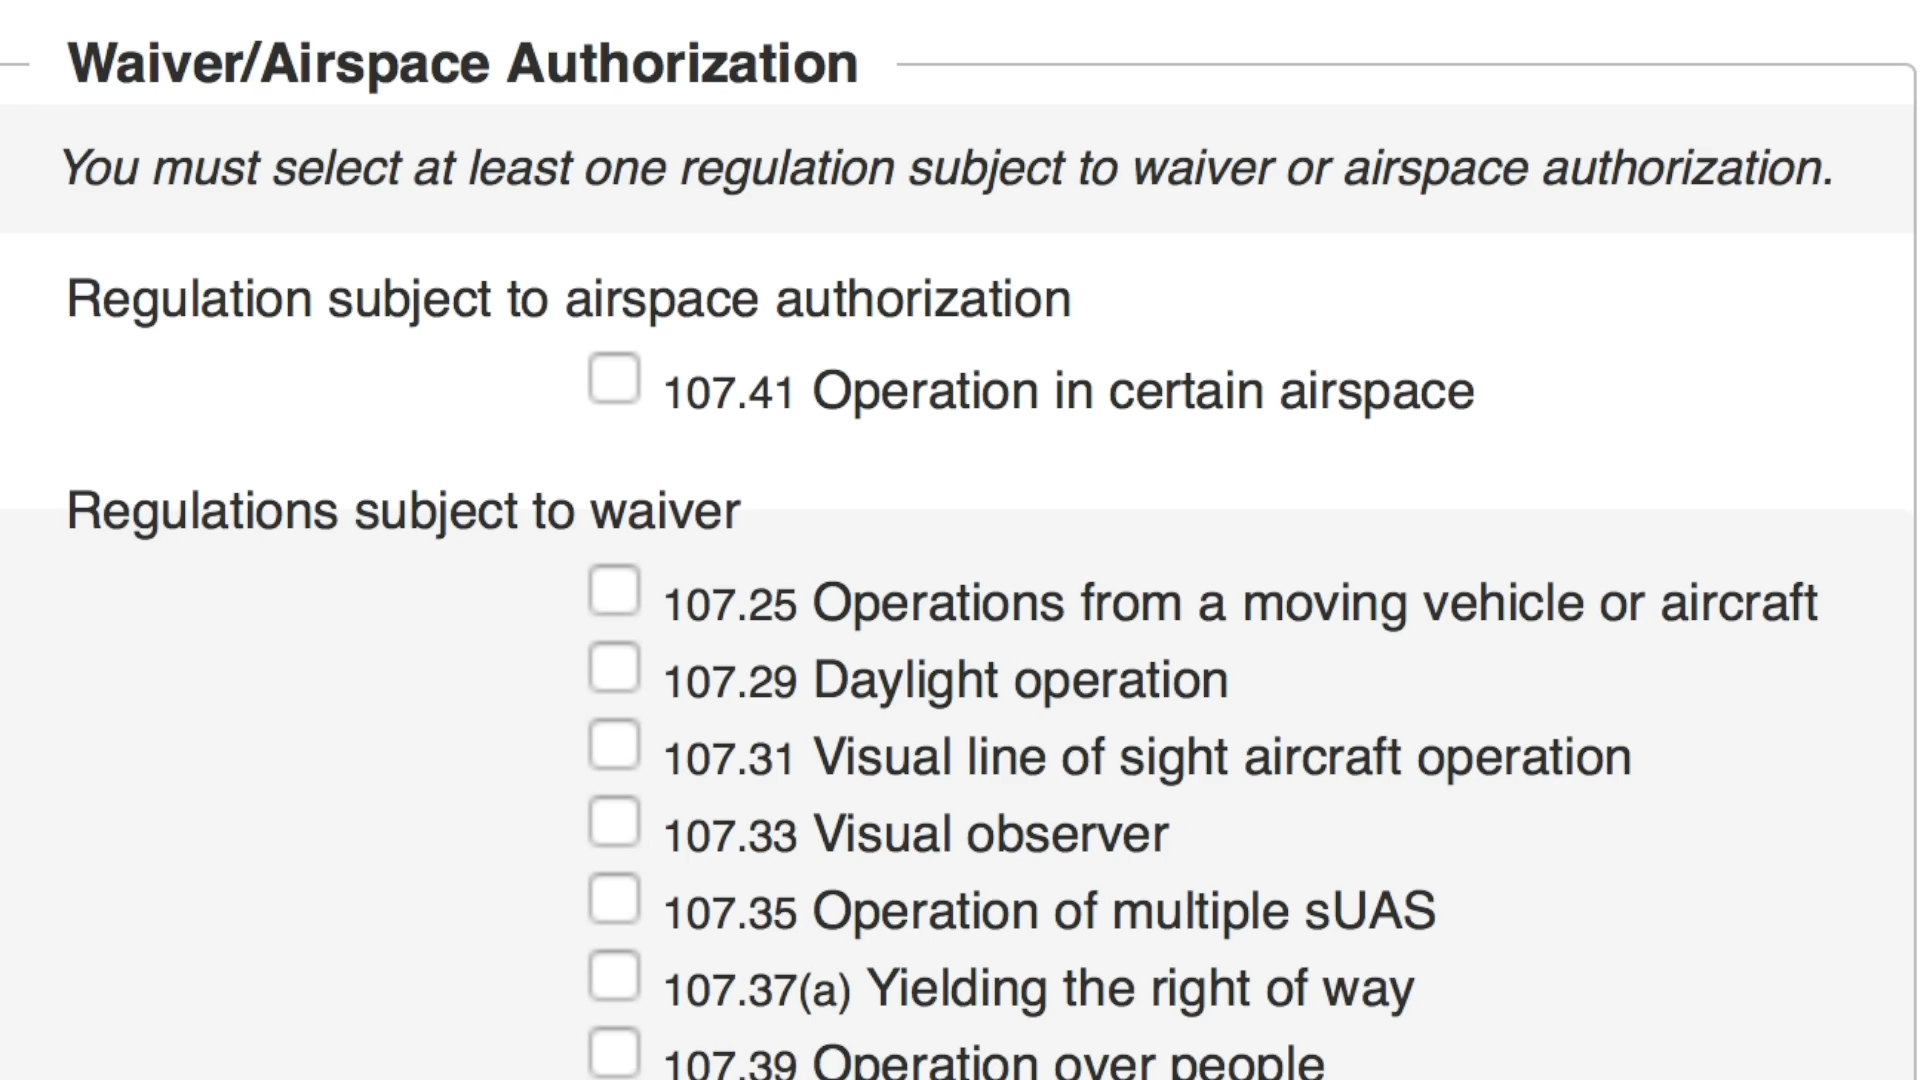 Waiver/Airspace Authorization
You must select at least one regulation subject to waiver or airspace authorization.
Regulation subject to airspace authorization
107.41 Operation in certain airspace
Regulations subject to waiver
107.25 Operations from a moving vehicle or aircraft
107.29 Daylight operation
107.31 Visual line of sight aircraft operation
107.33 Visual observer
107.35 Operation of multiple sUAS
107.37(a) Yielding the right of way
107.39 Operation over people